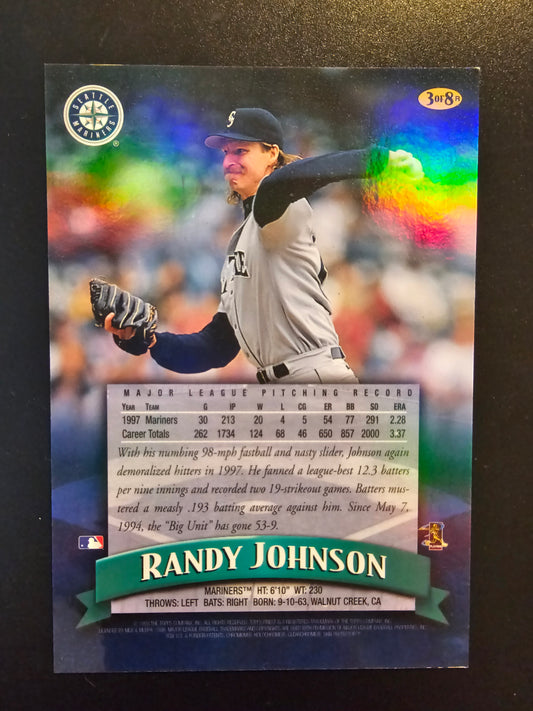 3 OF 8 R
SEATTLE
MARINERS
®
S
MAJOR LEAGUE PITCHING RECORD
YEAR TEAM G IP W L CG ER BB SO ERA
1997 Mariners 30 213 20 4 5 54 77 291 2.28
Career Totals 262 1734 124 68 46 650 857 2000 3.37
With his numbing 98-mph fastball and nasty slider, Johnson again
demoralized hitters in 1997. He fanned a league-best 12.3 batters
per nine innings and recorded two 19-strikeout games. Batters mus-
tered a measly .193 batting average against him. Since May 7,
1994, the "Big Unit" has gone 53-9.
RANDY JOHNSON
MARINERS™ HT: 6'10" WT: 230
THROWS: LEFT BATS: RIGHT BORN: 9-10-63, WALNUT CREEK, CA